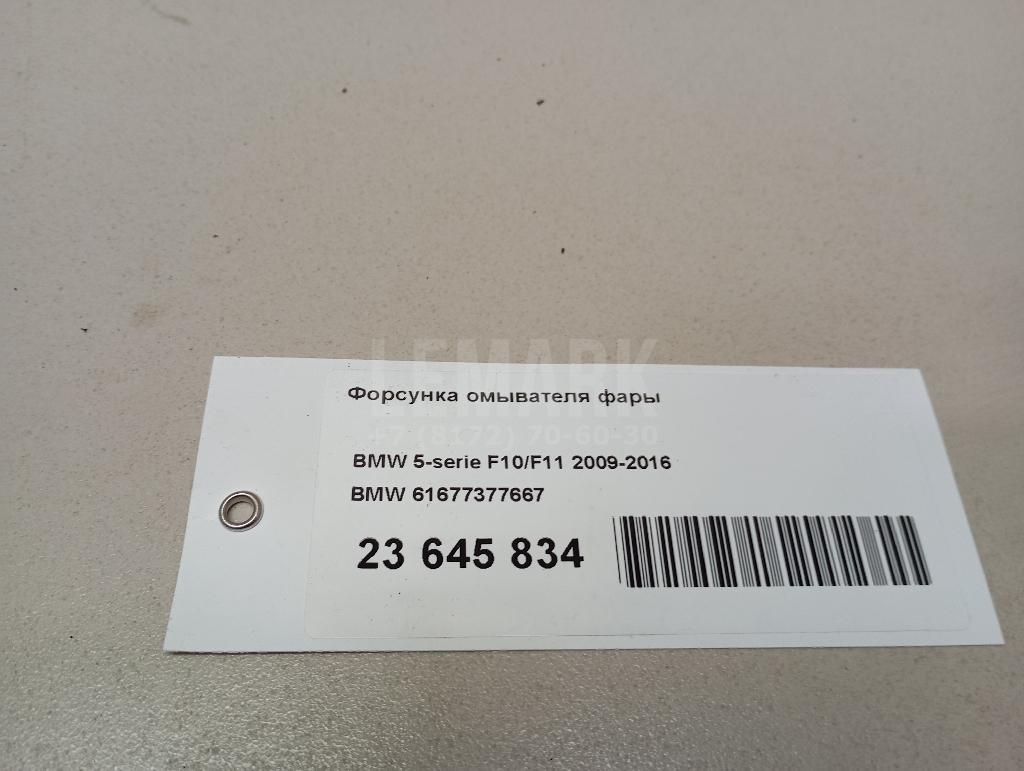 LEMARK
Форсунка омывателя фары
+7 (8172) 70-60-30
BMW 5-serie F10/F11 2009-2016
BMW 61677377667
23 645 834